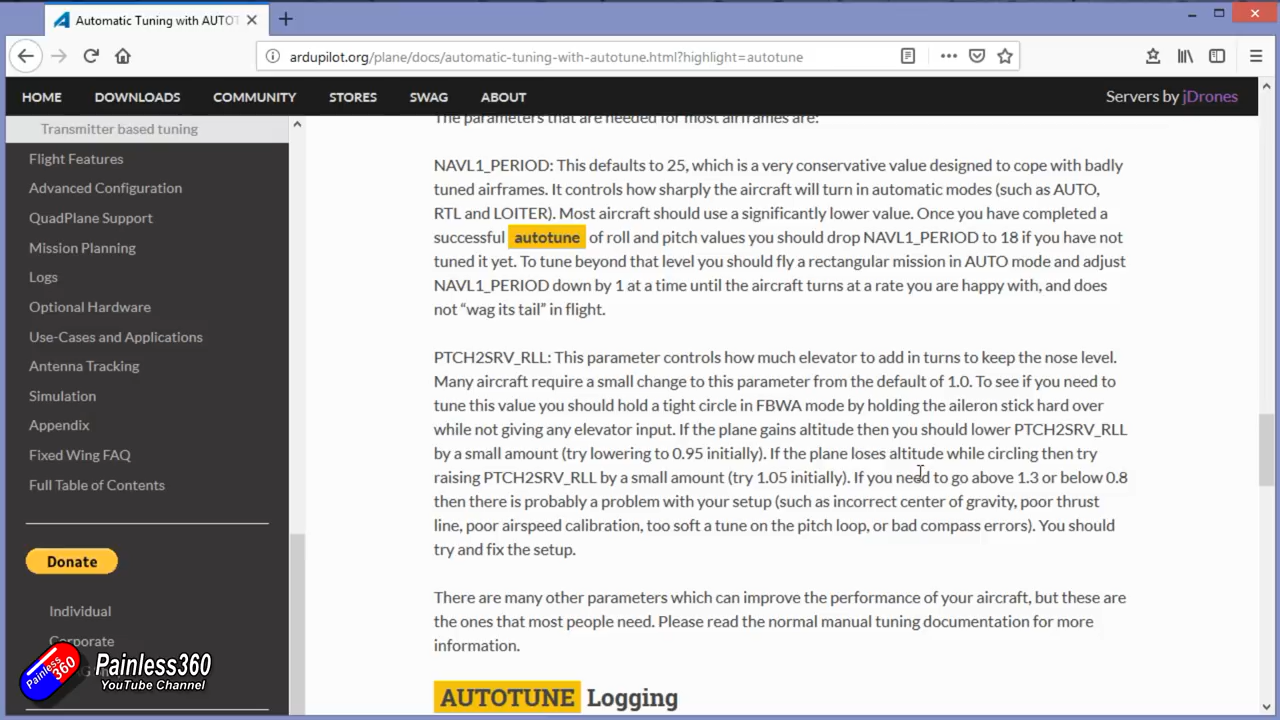 Automatic Tuning with AUTOT
ardupilot.org/plane/docs/automatic-tuning-with-autotune.html?highlight=autotune
HOME DOWNLOADS COMMUNITY STORES SWAG ABOUT
Servers by jDrones
Transmitter based tuning
Flight Features
Advanced Configuration
QuadPlane Support
Mission Planning
Logs
Optional Hardware
Use-Cases and Applications
Antenna Tracking
Simulation
Appendix
Fixed Wing FAQ
Full Table of Contents
Donate
Individual
Corporate
The parameters that are needed for most airframes are:
NAVL1_PERIOD: This defaults to 25, which is a very conservative value designed to cope with badly
tuned airframes. It controls how sharply the aircraft will turn in automatic modes (such as AUTO,
RTL and LOITER). Most aircraft should use a significantly lower value. Once you have completed a
successful autotune of roll and pitch values you should drop NAVL1_PERIOD to 18 if you have not
tuned it yet. To tune beyond that level you should fly a rectangular mission in AUTO mode and adjust
NAVL1_PERIOD down by 1 at a time until the aircraft turns at a rate you are happy with, and does
not “wag its tail” in flight.
PTCH2SRV_RLL: This parameter controls how much elevator to add in turns to keep the nose level.
Many aircraft require a small change to this parameter from the default of 1.0. To see if you need to
tune this value you should hold a tight circle in FBWA mode by holding the aileron stick hard over
while not giving any elevator input. If the plane gains altitude then you should lower PTCH2SRV_RLL
by a small amount (try lowering to 0.95 initially). If the plane loses altitude while circling then try
raising PTCH2SRV_RLL by a small amount (try 1.05 initially). If you need to go above 1.3 or below 0.8
then there is probably a problem with your setup (such as incorrect center of gravity, poor thrust
line, poor airspeed calibration, too soft a tune on the pitch loop, or bad compass errors). You should
try and fix the setup.
There are many other parameters which can improve the performance of your aircraft, but these are
the ones that most people need. Please read the normal manual tuning documentation for more
information.
AUTOTUNE Logging
Painless360
Painless360
YouTube Channel